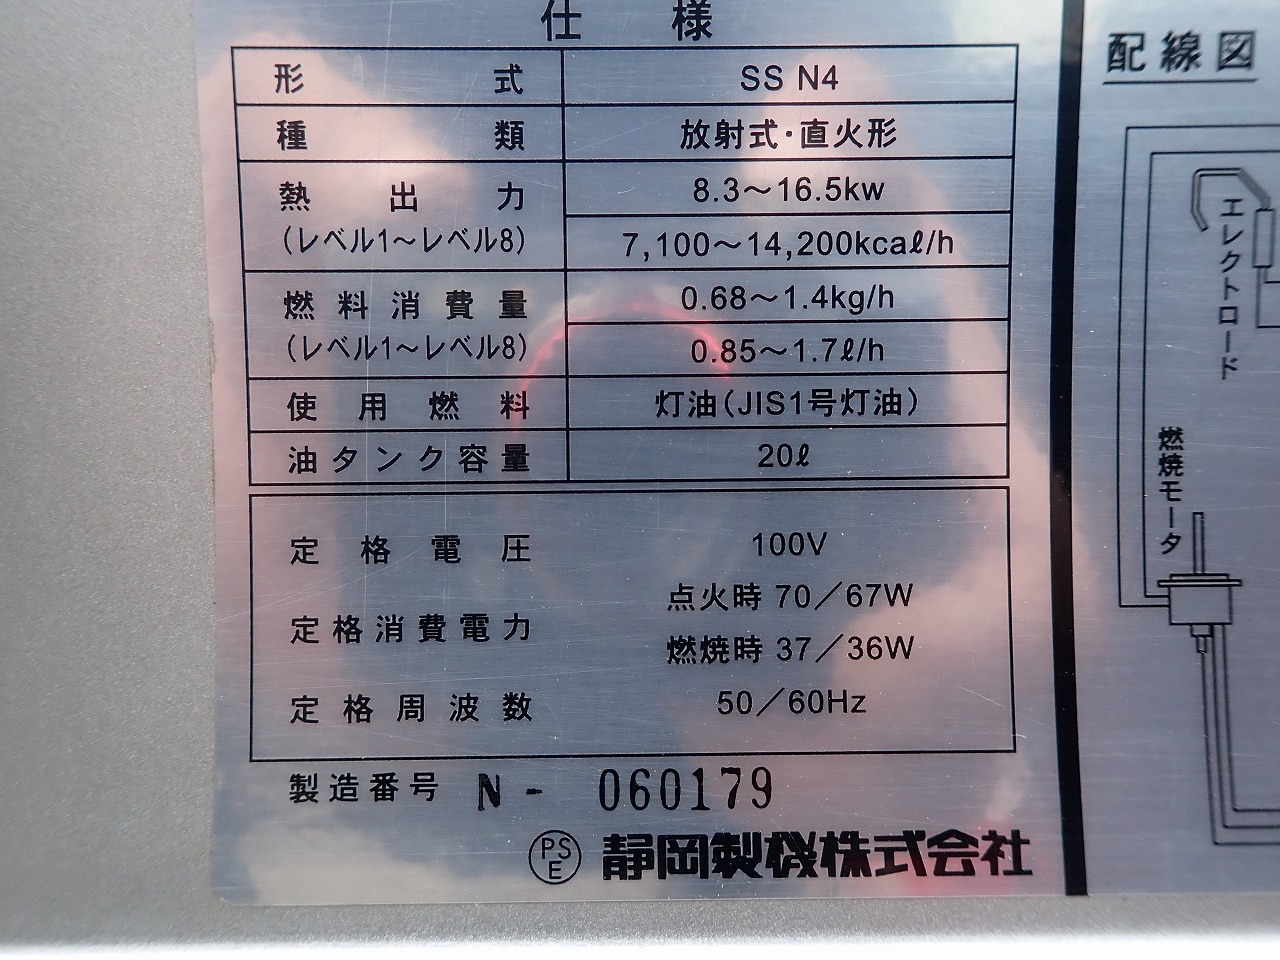 仕様
形式 SS N4
種類 放射式・直火形
熱出力 8.3～16.5kw
(レベル1～レベル8) 7,100～14,200kcaℓ/h
燃料消費量 0.68～1.4kg/h
(レベル1～レベル8) 0.85～1.7ℓ/h
使用燃料 灯油(JIS1号灯油)
油タンク容量 20ℓ
定格電圧 100V
定格消費電力 点火時 70／67W
燃焼時 37／36W
定格周波数 50／60Hz
製造番号 N- 060179
PSE 静岡製機株式会社
配線図
エレクトロード
燃焼モータ